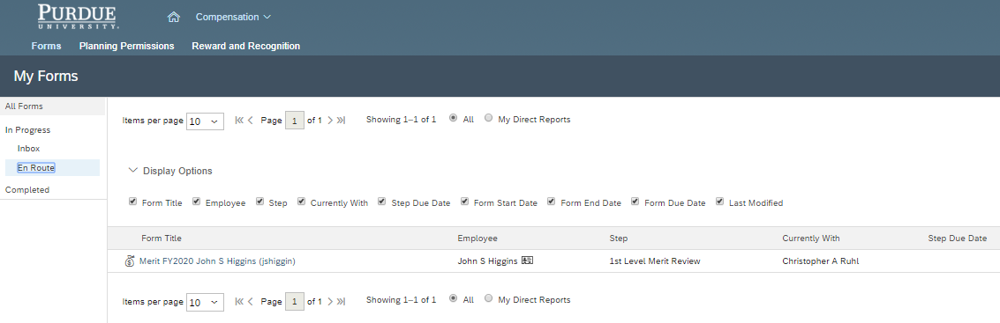 PURDUE
UNIVERSITY.
Compensation
Forms Planning Permissions Reward and Recognition
My Forms
All Forms
In Progress
Inbox
En Route
Completed
Items per page 10 Page 1 of 1 Showing 1–1 of 1 All My Direct Reports
Display Options
Form Title Employee Step Currently With Step Due Date Form Start Date Form End Date Form Due Date Last Modified
Form Title Employee Step Currently With Step Due Date
Merit FY2020 John S Higgins (jshiggin) John S Higgins 1st Level Merit Review Christopher A Ruhl
Items per page 10 Page 1 of 1 Showing 1–1 of 1 All My Direct Reports